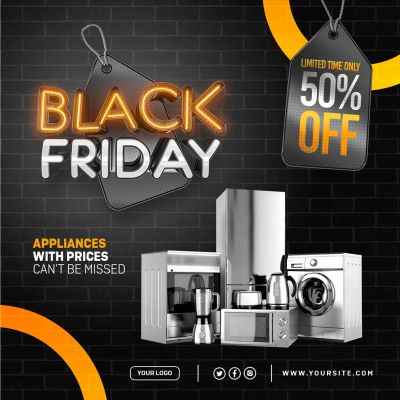 BLACK
FRIDAY
LIMITED TIME ONLY
50%
OFF
APPLIANCES
WITH PRICES
CAN'T BE MISSED
YOUR LOGO
WWW.YOURSITE.COM